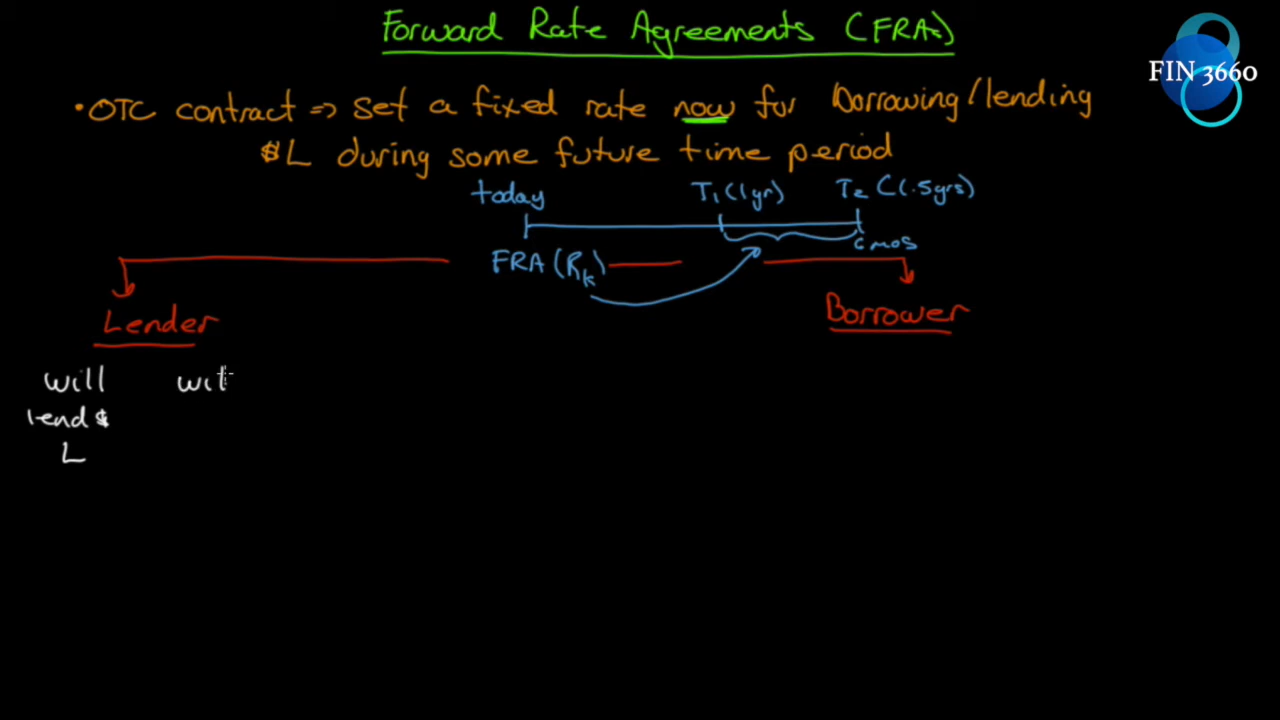 Forward Rate Agreements (FRAs)
FIN 3660
• OTC contract => set a fixed rate now for Borrowing/lending
$L during some future time period
today T1 (1yr) T2 (1.5yrs)
6 mos
FRA (Rk)
Lender Borrower
will wit
lend $
L